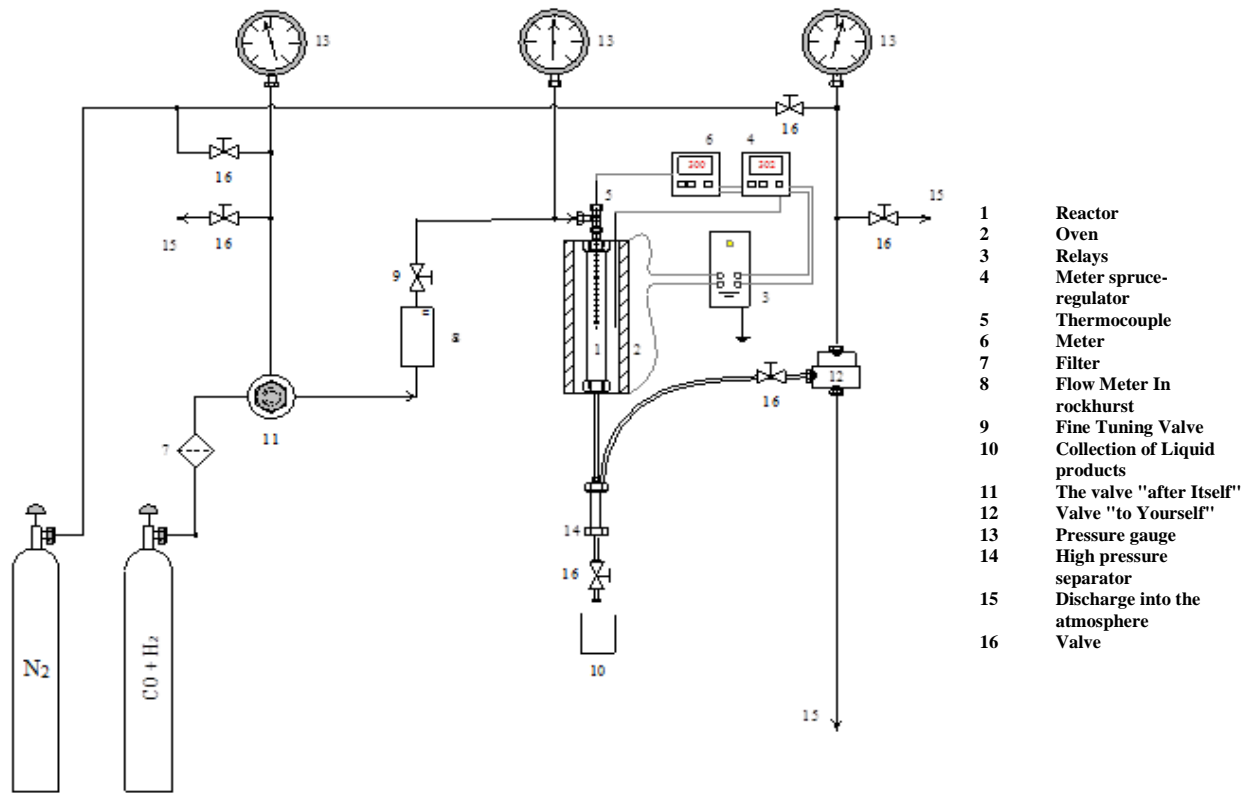 13
13
13
16
6
4
300
302
16
5
15
15
16
16
9
3
8
1
2
12
16
7
11
14
16
N2
CO + H2
10
15
1 Reactor
2 Oven
3 Relays
4 Meter spruce-
regulator
5 Thermocouple
6 Meter
7 Filter
8 Flow Meter In
rockhurst
9 Fine Tuning Valve
10 Collection of Liquid
products
11 The valve "after Itself"
12 Valve "to Yourself"
13 Pressure gauge
14 High pressure
separator
15 Discharge into the
atmosphere
16 Valve